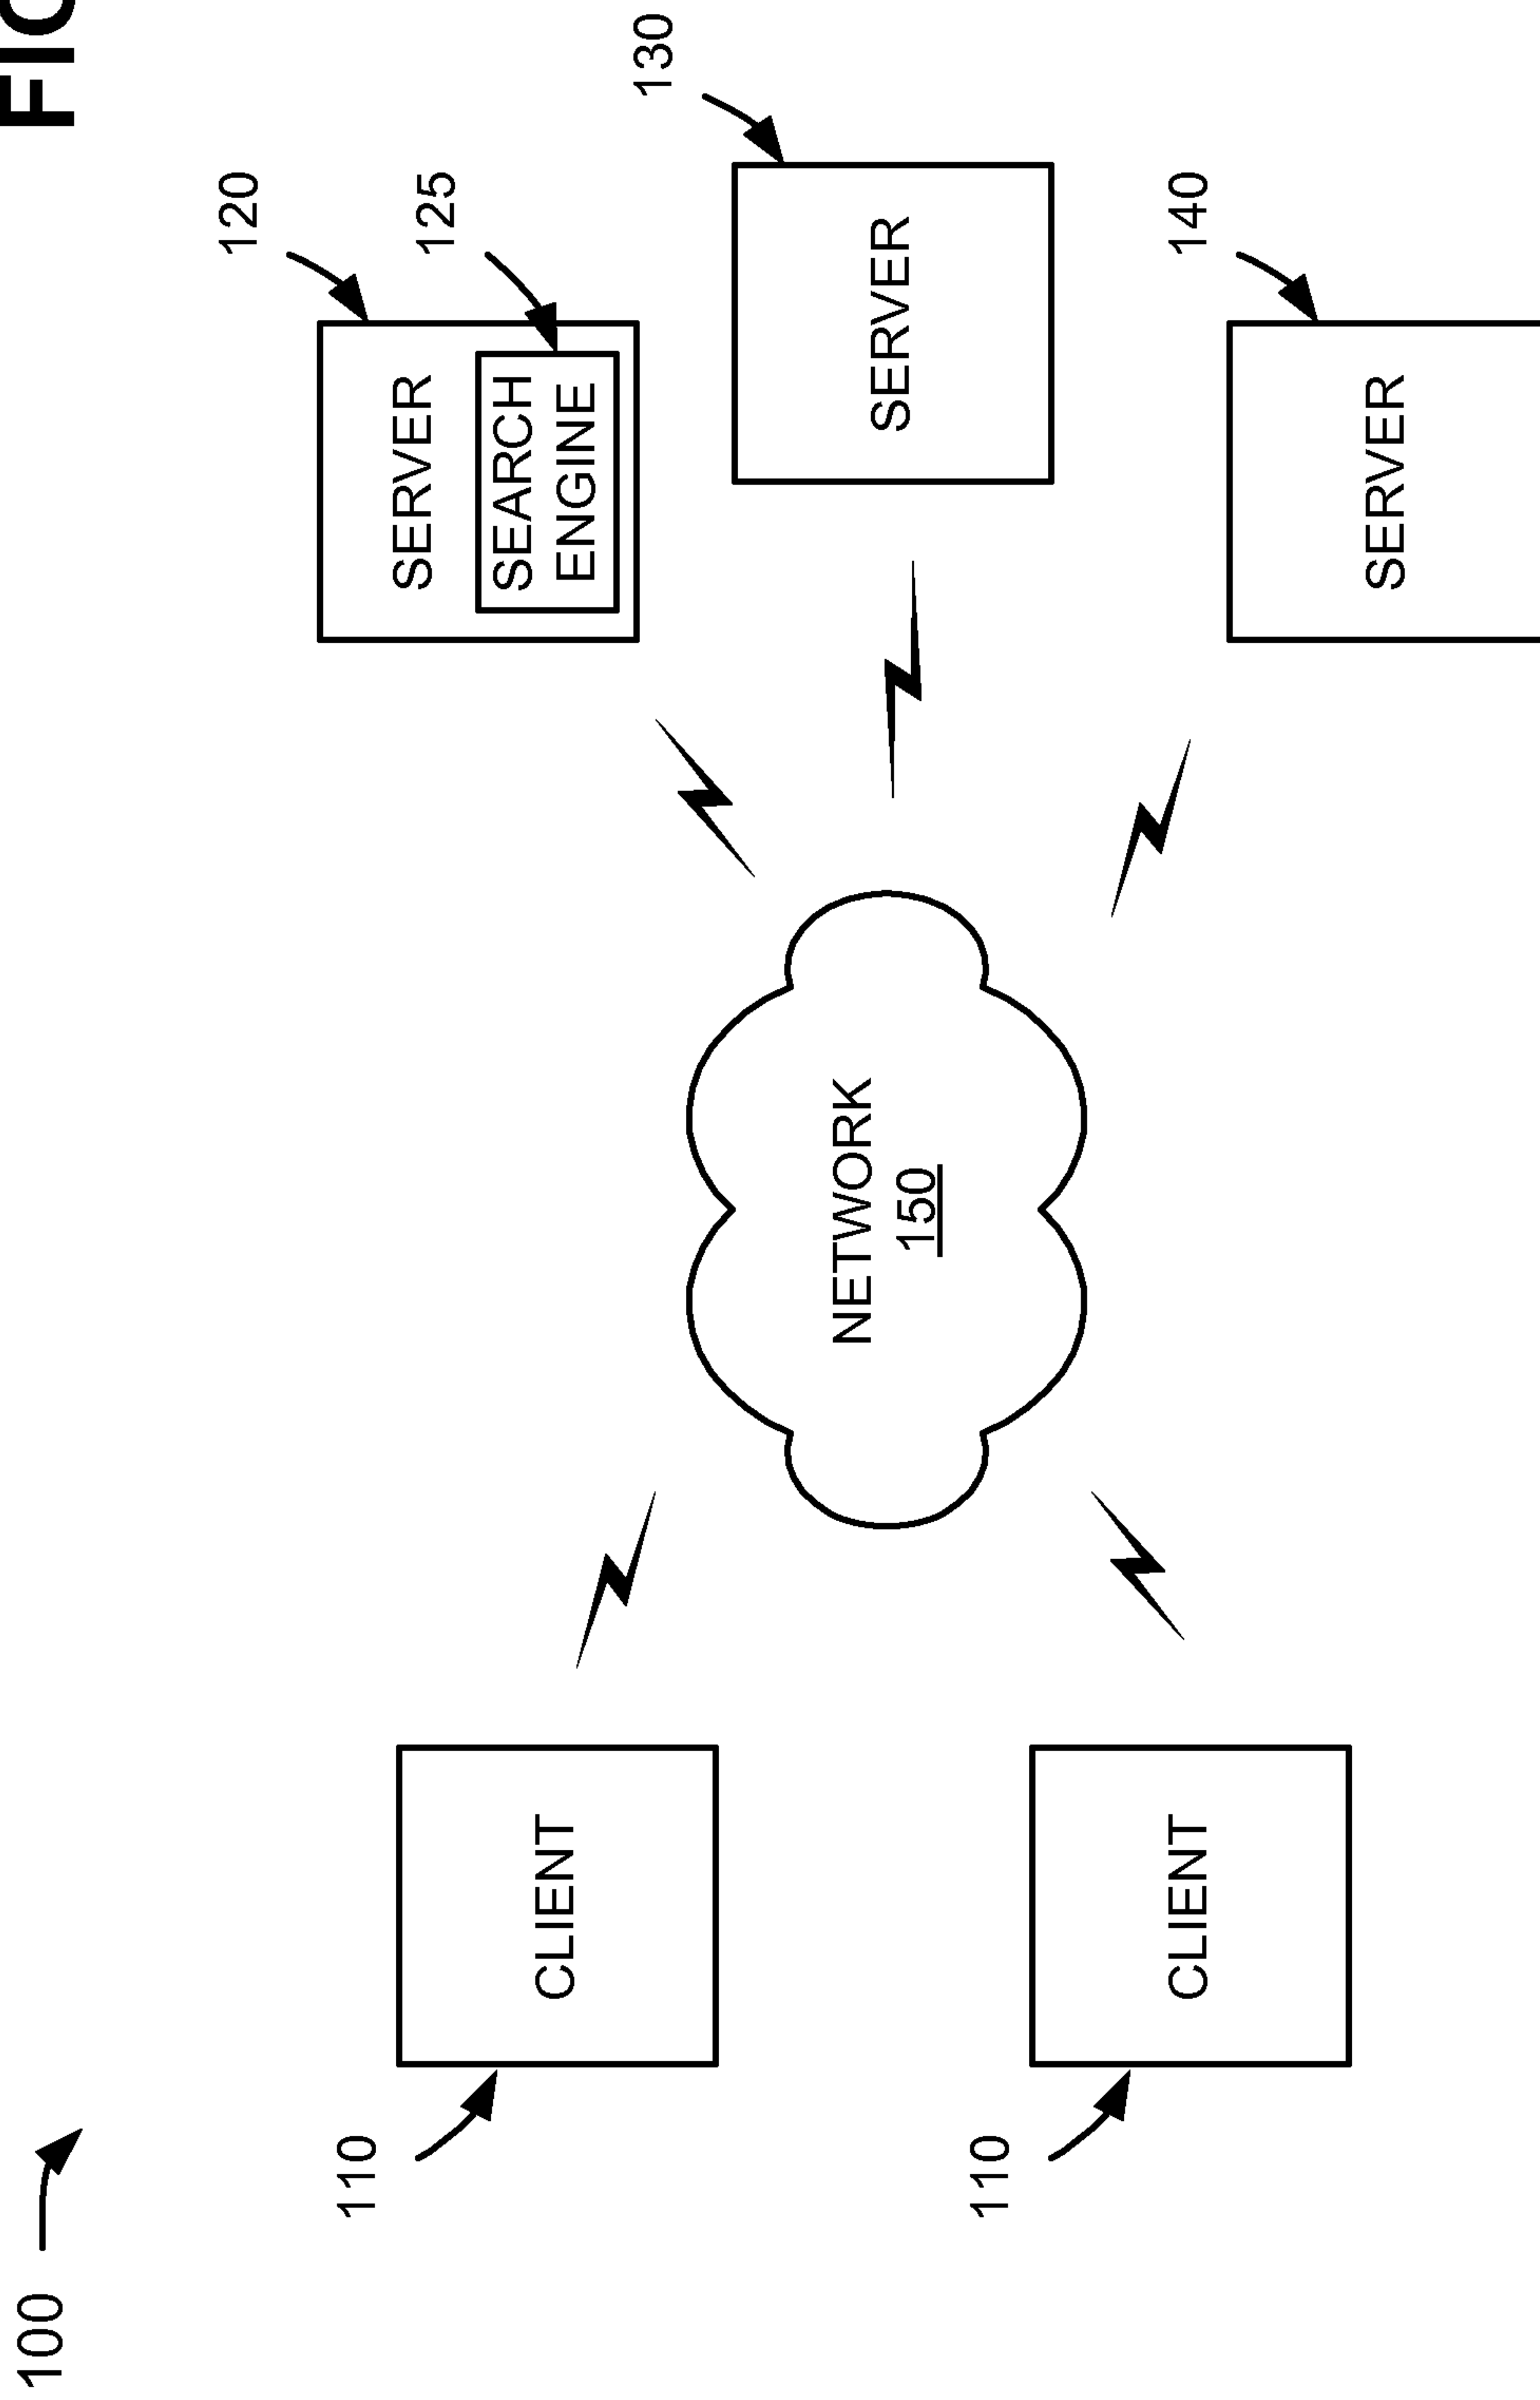 FIG
100
110
CLIENT
110
CLIENT
NETWORK
150
120
SERVER
125
SEARCH
ENGINE
130
SERVER
140
SERVER